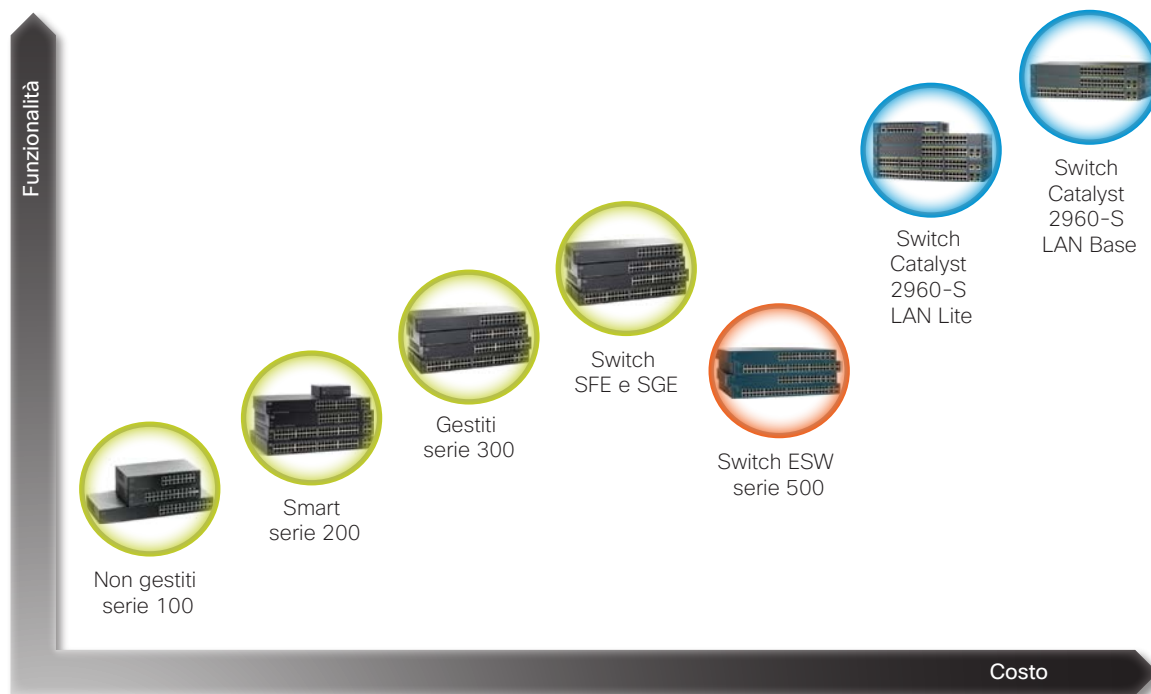 Funzionalità
Non gestiti
serie 100
Smart
serie 200
Gestiti
serie 300
Switch
SFE e SGE
Switch ESW
serie 500
Switch
Catalyst
2960-S
LAN Lite
Switch
Catalyst
2960-S
LAN Base
Costo